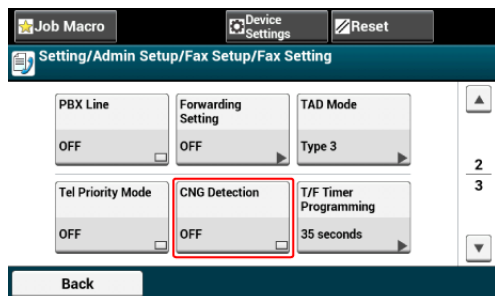 Job Macro
Device
Settings
Reset
Setting/Admin Setup/Fax Setup/Fax Setting
PBX Line
OFF
Forwarding
Setting
OFF
TAD Mode
Type 3
2
3
Tel Priority Mode
OFF
CNG Detection
OFF
T/F Timer
Programming
35 seconds
Back